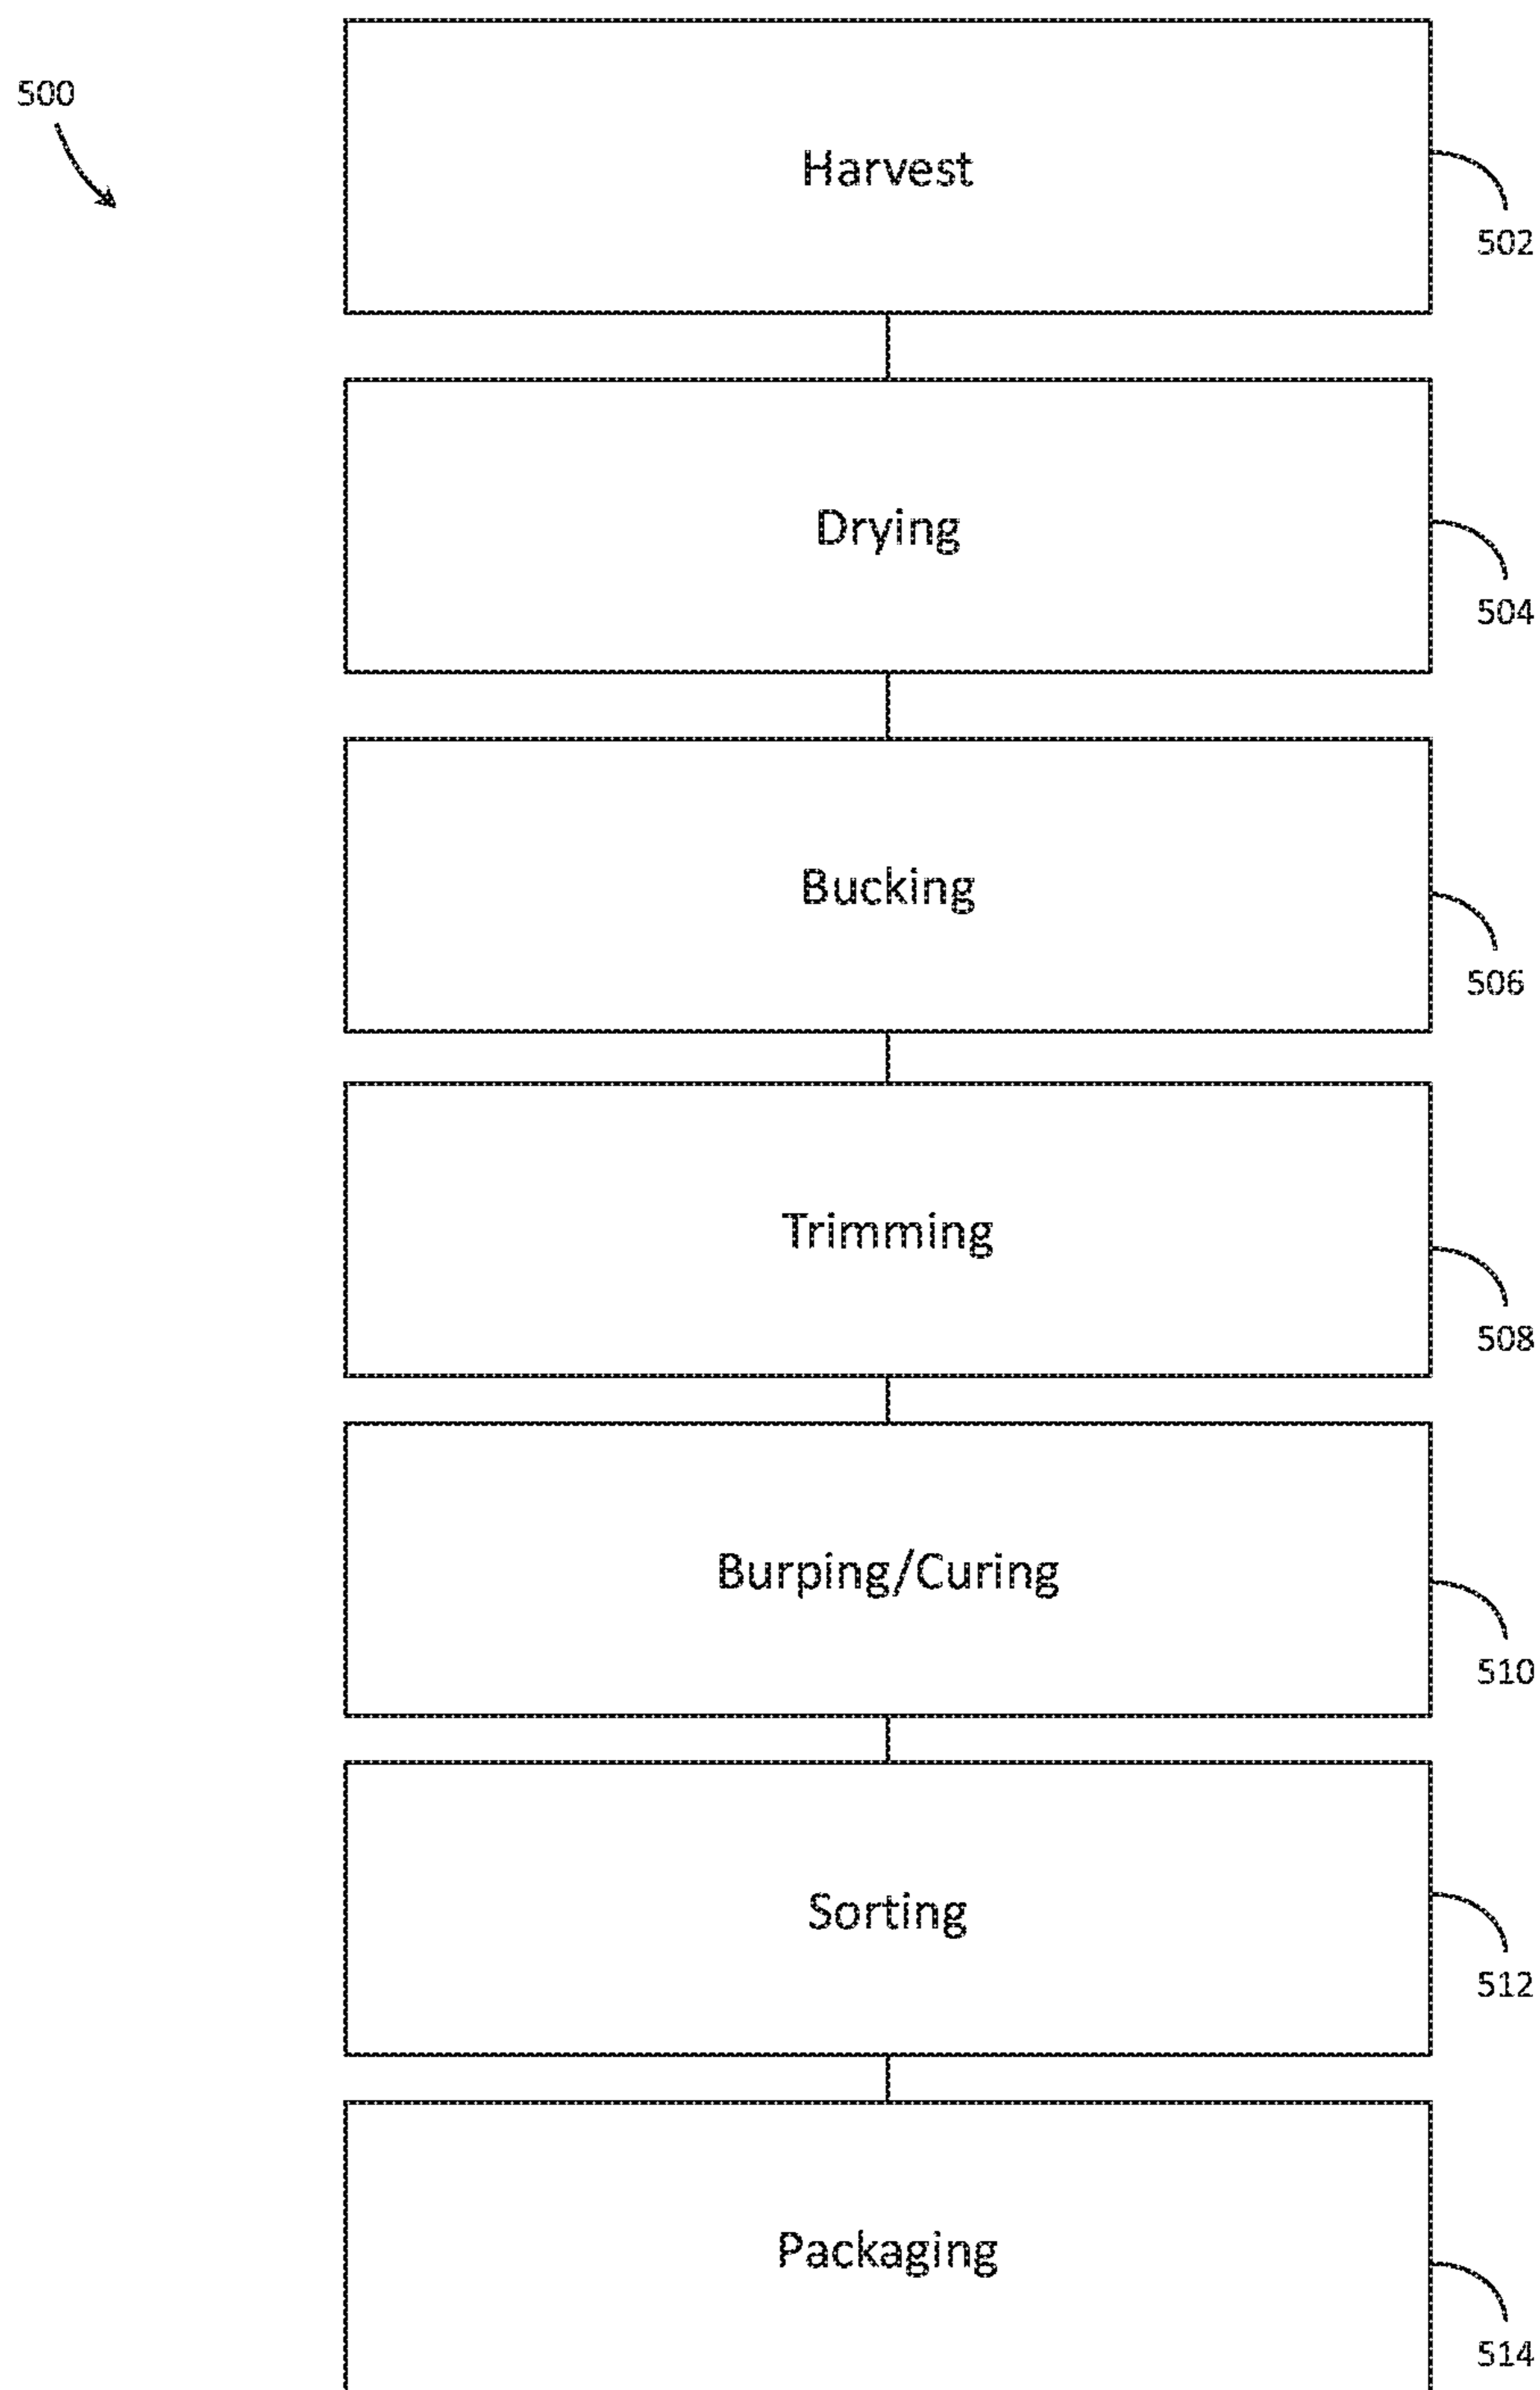 500
Harvest
502
Drying
504
Bucking
506
Trimming
508
Burping/Curing
510
Sorting
512
Packaging
514